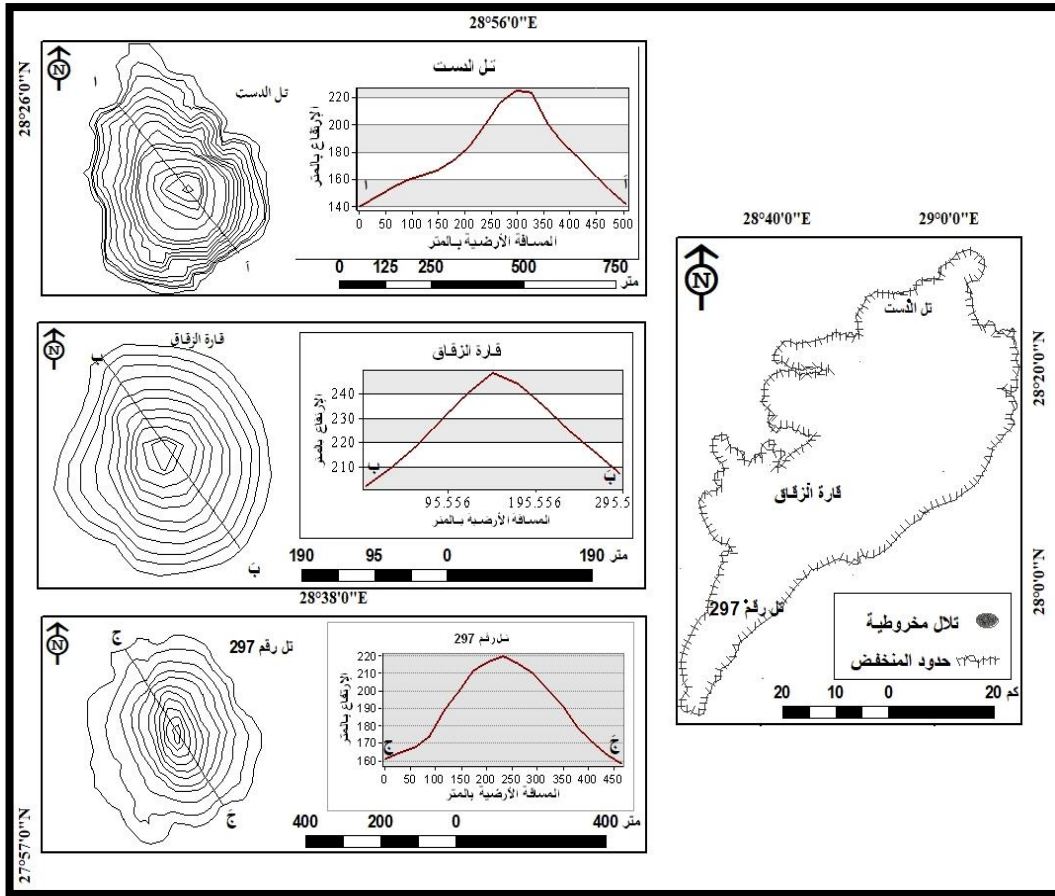 28°56'0"E
28°26'0"N
N
ا
تل الدست
آ
تل الدست
الإرتفاع بالمتر
220
200
180
160
140
ا
آ
0 50 100 150 200 250 300 350 400 450 500
المسافة الأرضية بالمتر
0 125 250 500 750 متر
N
قارة الزقاق
ب
بَ
قارة الزقاق
الإرتفاع بالمتر
240
230
220
210
ب
بَ
95.556 195.556 295.5
المسافة الأرضية بالمتر
190 95 0 190 متر
28°38'0"E
N
ج
تل رقم 297
جَ
تل رقم 297
الإرتفاع بالمتر
220
210
200
190
180
170
160
ج
جَ
0 50 100 150 200 250 300 350 400 450
المسافة الأرضية بالمتر
400 200 0 400 متر
27°57'0"N
28°40'0"E 29°0'0"E
N
تل الدست
28°20'0"N
قارة الزقاق
28°0'0"N
تل رقم 297
تلال مخروطية
حدود المنخفض
20 10 0 20 كم